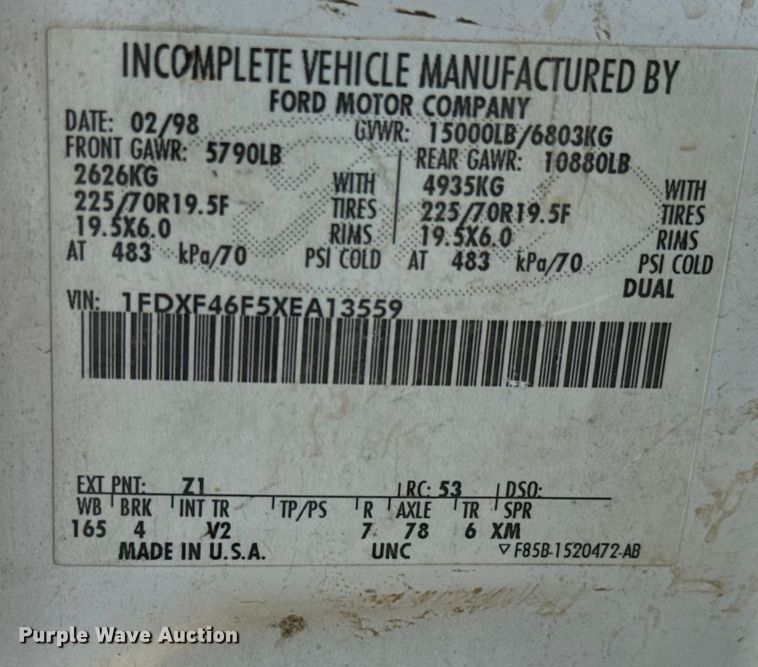 INCOMPLETE VEHICLE MANUFACTURED BY
FORD MOTOR COMPANY
DATE: 02/98 GVWR: 15000LB/6803KG
FRONT GAWR: 5790LB REAR GAWR: 10880LB
2626KG WITH 4935KG WITH
225/70R19.5F TIRES 225/70R19.5F TIRES
19.5X6.0 RIMS 19.5X6.0 RIMS
AT 483 kPa/70 PSI COLD AT 483 kPa/70 PSI COLD
DUAL
VIN: 1FDXF46F5XEA13559
EXT PNT: Z1 RC: 53 DSO:
WB BRK INT TR TP/PS R AXLE TR SPR
165 4 V2 7 78 6 XM
MADE IN U.S.A. UNC F85B-1520472-AB
Purple Wave Auction